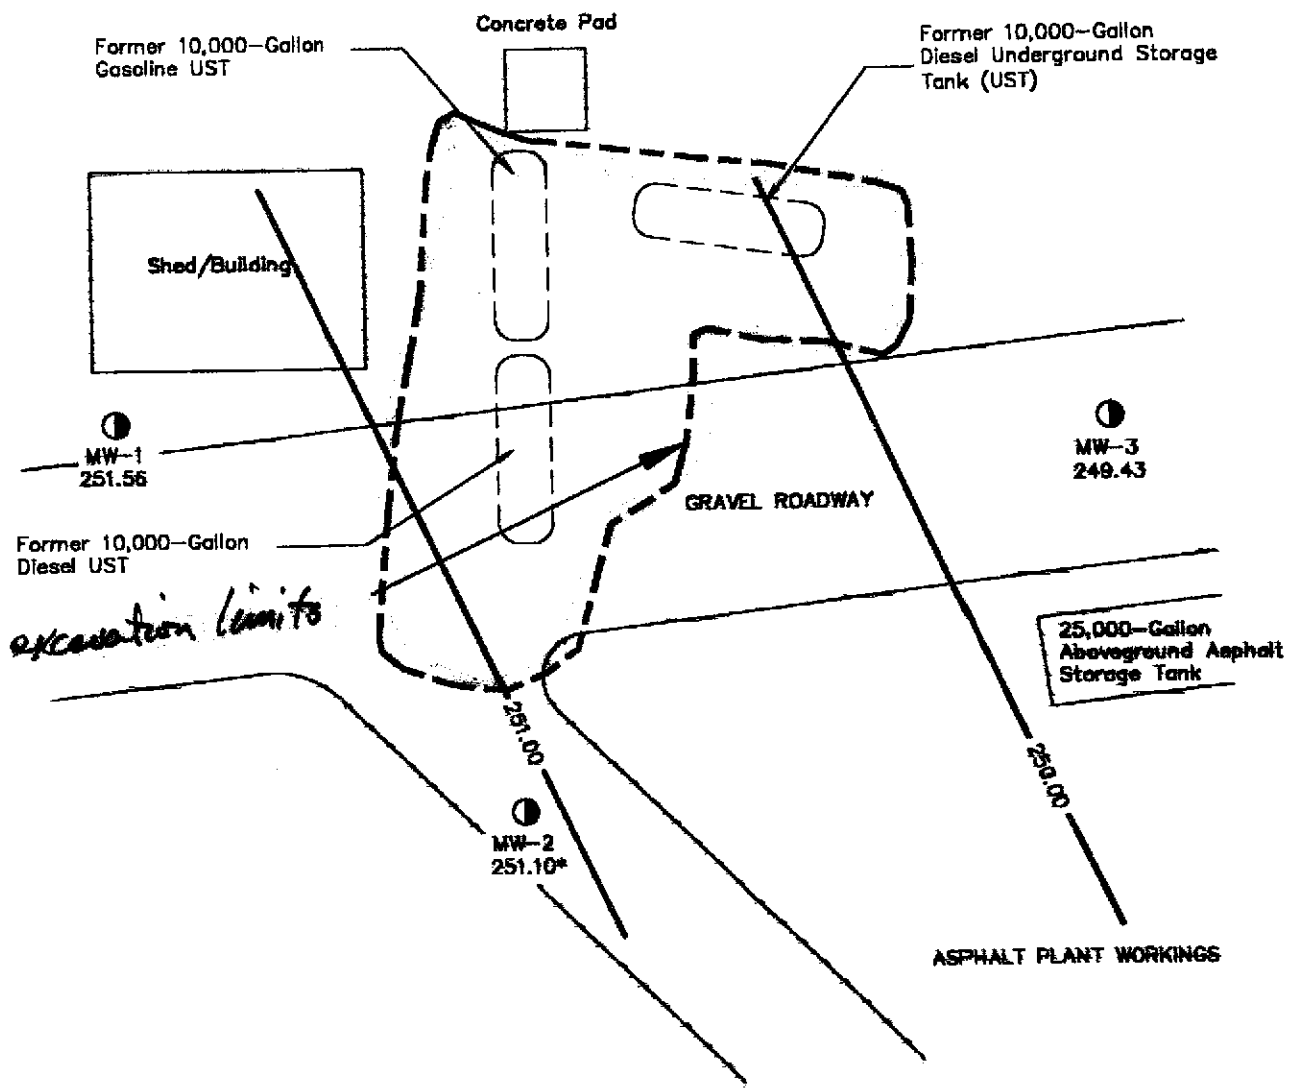 Concrete Pad
Former 10,000-Gallon
Gasoline UST
Former 10,000-Gallon
Diesel Underground Storage
Tank (UST)
Shed/Building
MW-1
251.56
MW-3
249.43
GRAVEL ROADWAY
Former 10,000-Gallon
Diesel UST
excavation limits
25,000-Gallon
Aboveground Asphalt
Storage Tank
251.00
250.00
MW-2
251.10*
ASPHALT PLANT WORKINGS